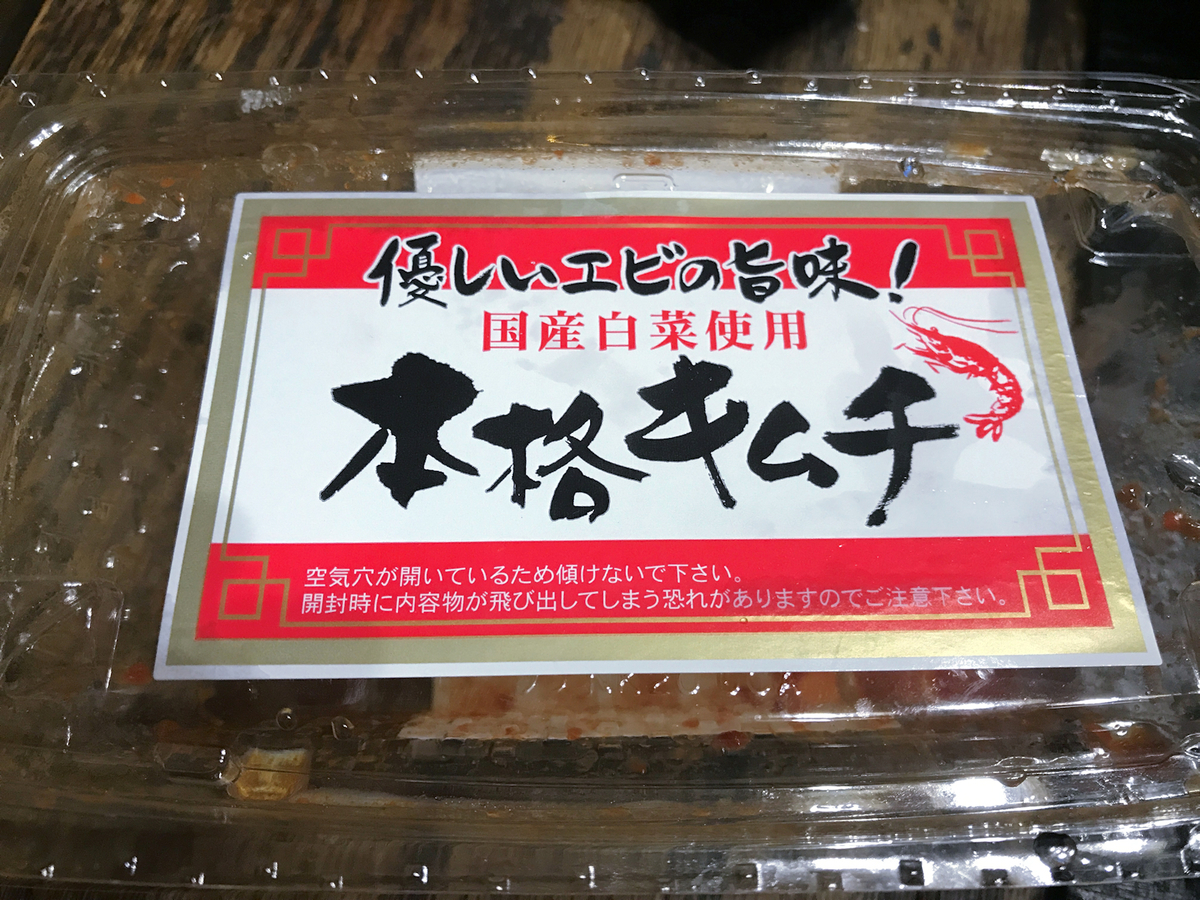 優しいエビの旨味!
国産白菜使用
本格キムチ
空気穴が開いているため傾けないで下さい。
開封時に内容物が飛び出してしまう恐れがありますのでご注意下さい。